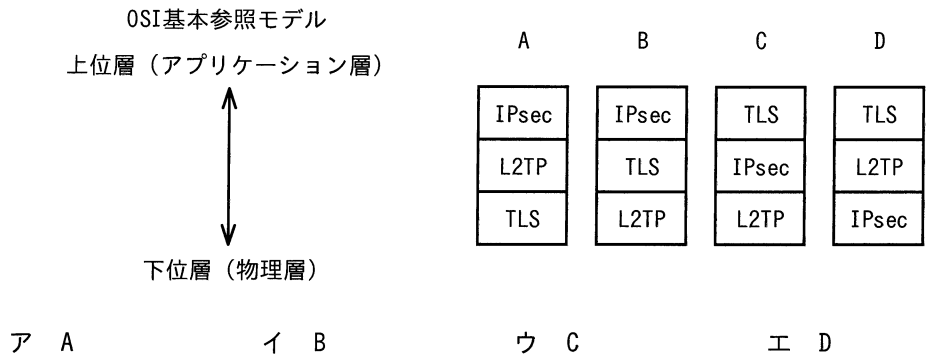 OSI基本参照モデル
上位層（アプリケーション層）
下位層（物理層）
A B C D
IPsec IPsec TLS TLS
L2TP TLS IPsec L2TP
TLS L2TP L2TP IPsec
ア A イ B ウ C エ D